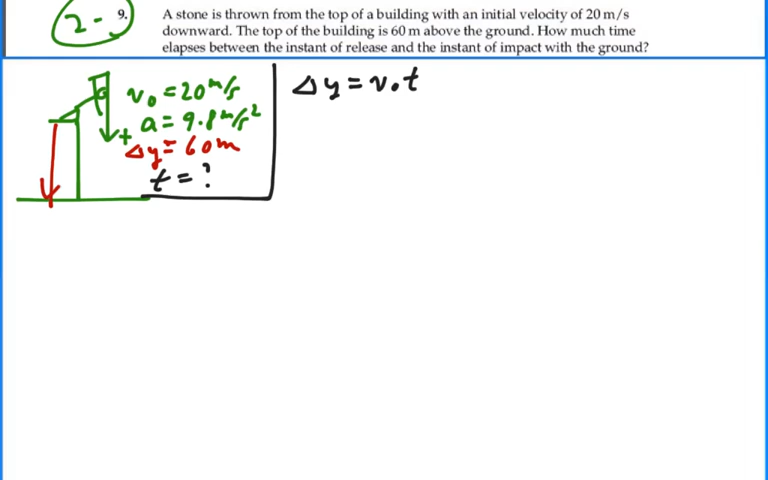 2-
9. A stone is thrown from the top of a building with an initial velocity of 20 m/s
downward. The top of the building is 60 m above the ground. How much time
elapses between the instant of release and the instant of impact with the ground?
v₀ = 20 m/s
+ a = 9.8 m/s²
Δy = 60m
t = ?
Δy = v₀t